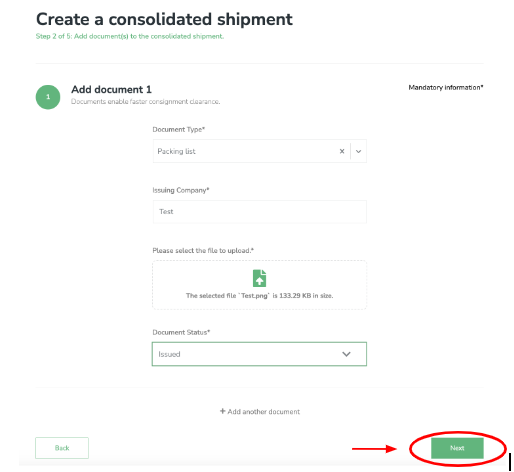 Create a consolidated shipment
Step 2 of 5: Add document(s) to the consolidated shipment.
1
Add document 1
Mandatory information*
Documents enable faster consignment clearance.
Document Type*
Packing list
Issuing Company*
Test
Please select the file to upload.*
The selected file `Test.png` is 133.29 KB in size.
Document Status*
Issued
+ Add another document
Back
Next